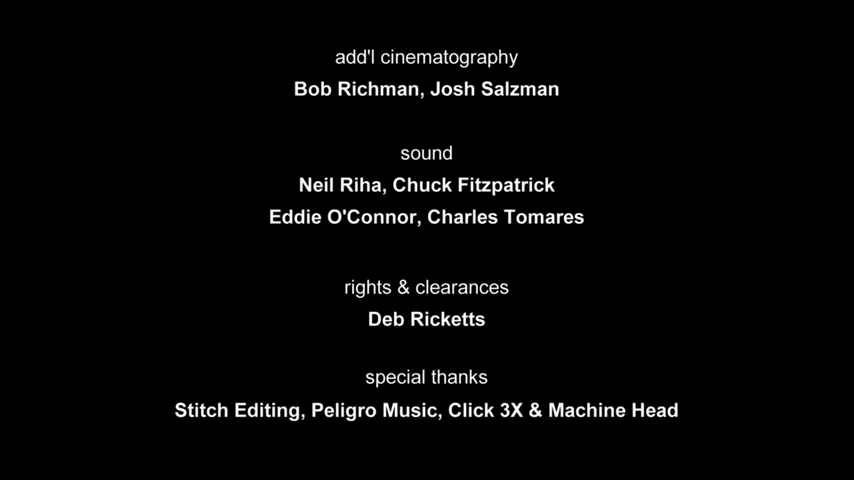 add'l cinematography
Bob Richman, Josh Salzman
sound
Neil Riha, Chuck Fitzpatrick
Eddie O'Connor, Charles Tomares
rights & clearances
Deb Ricketts
special thanks
Stitch Editing, Peligro Music, Click 3X & Machine Head